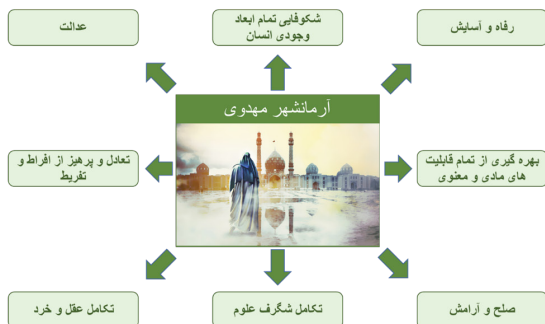 رفاه و آسایش
شکوفایی تمام ابعاد
وجودی انسان
عدالت
آرمانشهر مهدوی
بهره گیری از تمام قابلیت
های مادی و معنوی
تعادل و پرهیز از افراط و
تفریط
صلح و آرامش
تکامل شگرف علوم
تکامل عقل و خرد